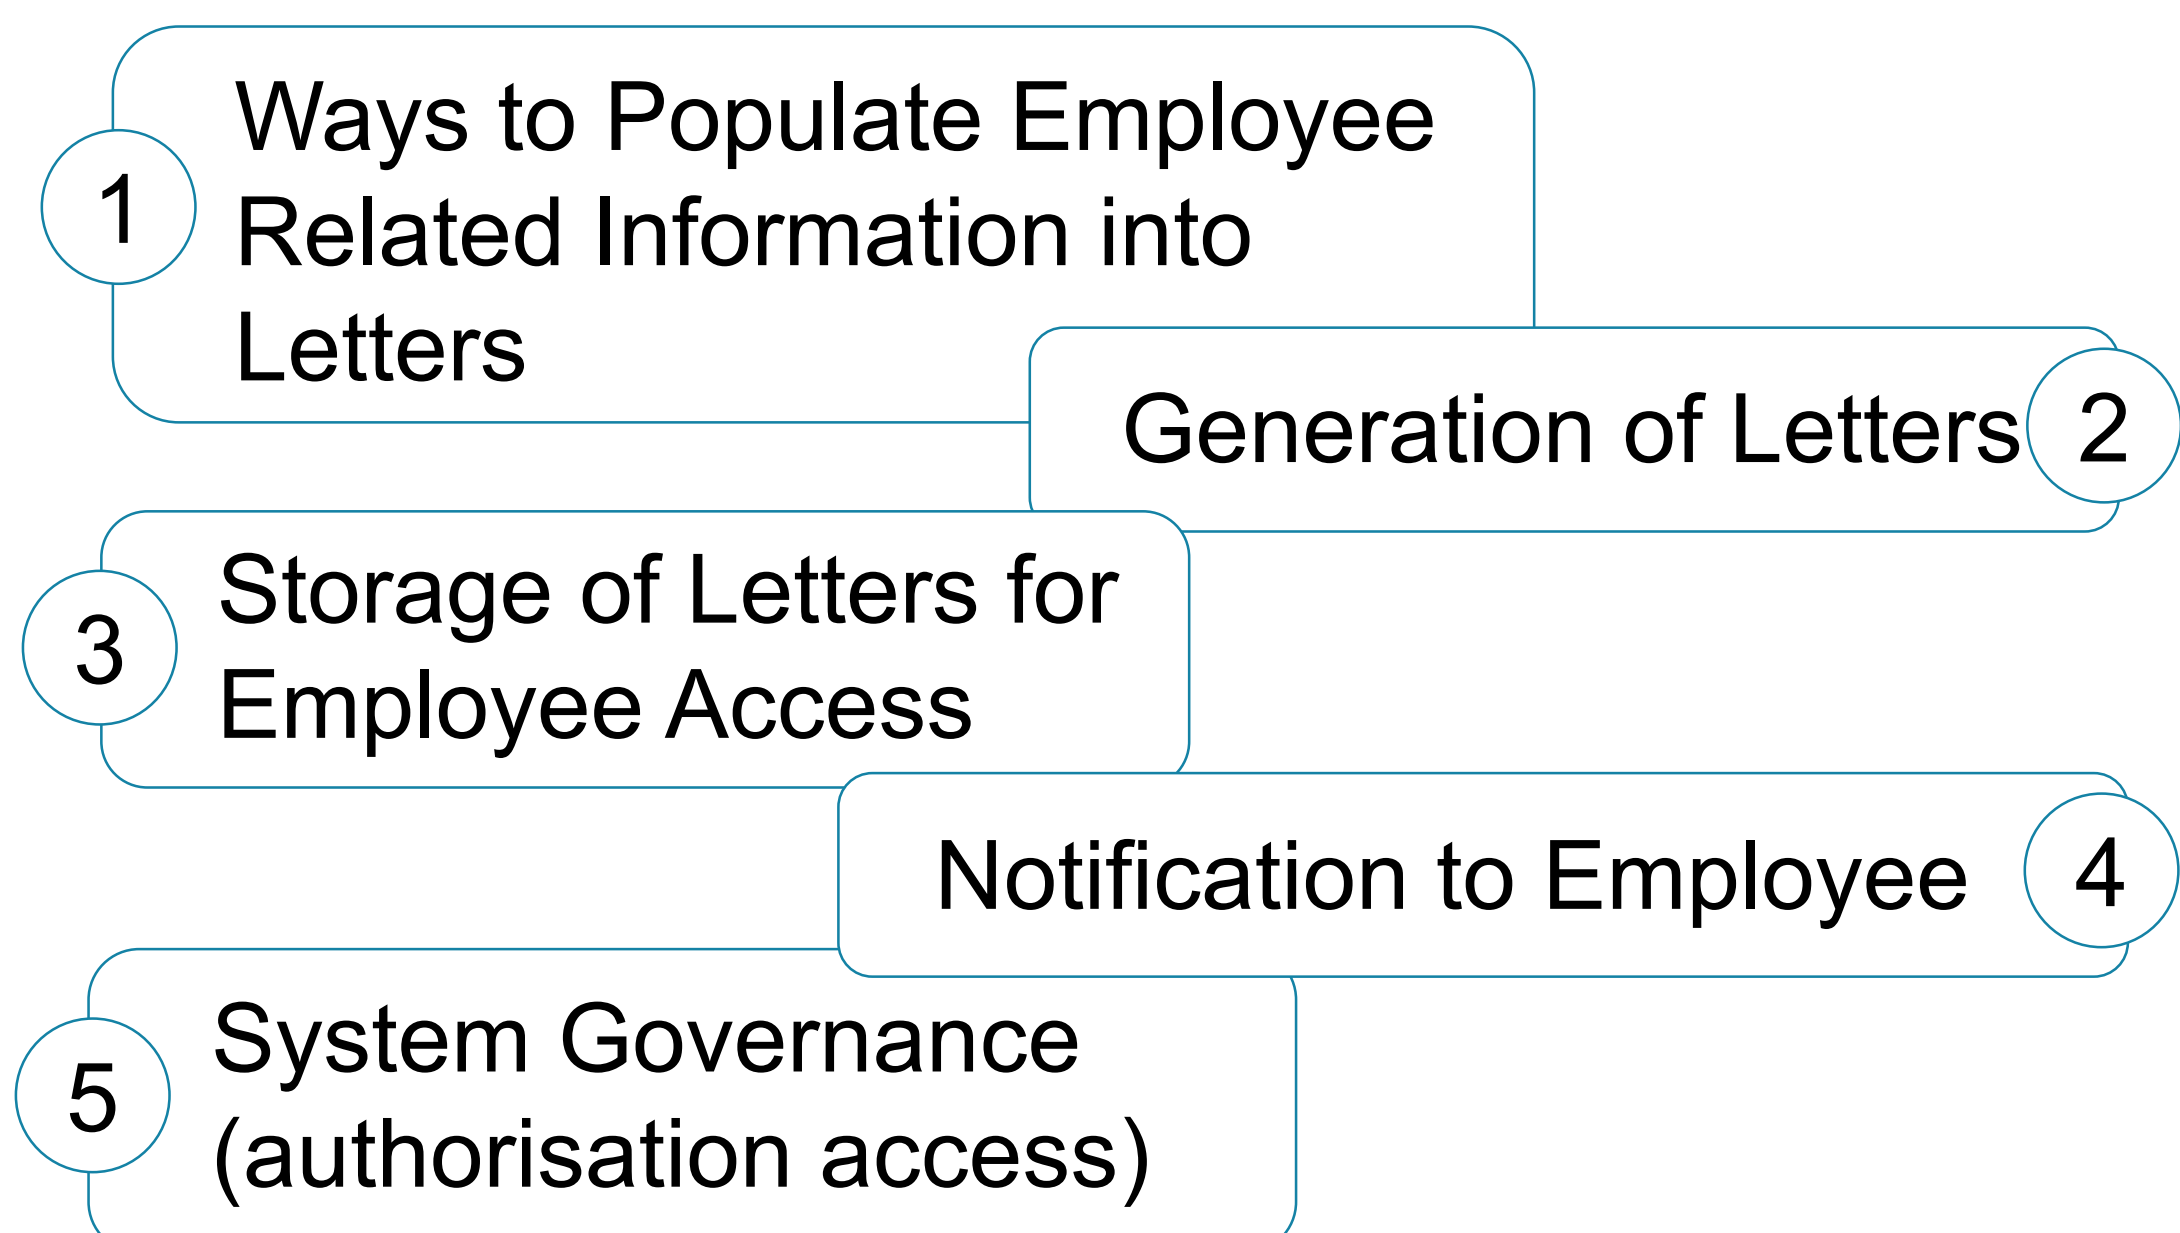 1
Ways to Populate Employee
Related Information into
Letters
Generation of Letters
2
3
Storage of Letters for
Employee Access
Notification to Employee
4
5
System Governance
(authorisation access)